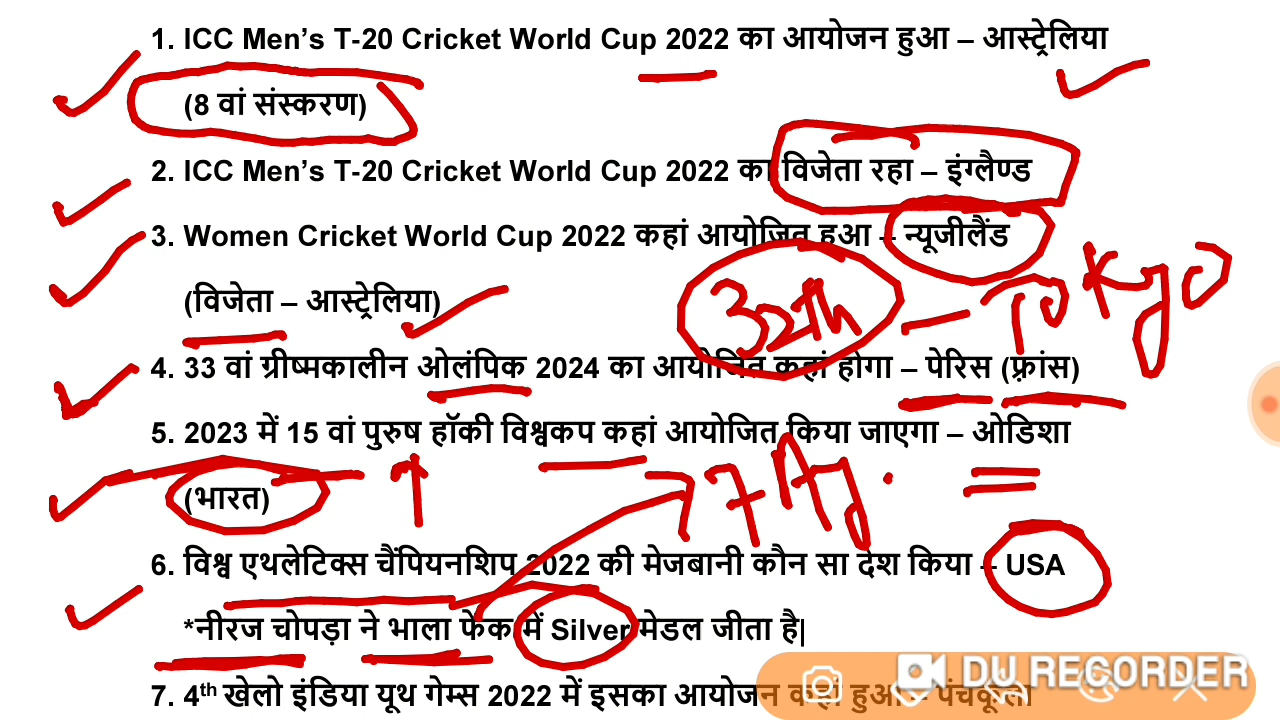 1. ICC Men’s T-20 Cricket World Cup 2022 का आयोजन हुआ – आस्ट्रेलिया
(8 वां संस्करण)
2. ICC Men’s T-20 Cricket World Cup 2022 का विजेता रहा – इंग्लैण्ड
3. Women Cricket World Cup 2022 कहां आयोजित हुआ – न्यूजीलैंड
(विजेता – आस्ट्रेलिया)
32th – Tokyo
4. 33 वां ग्रीष्मकालीन ओलंपिक 2024 का आयोजित कहां होगा – पेरिस (फ़्रांस)
5. 2023 में 15 वां पुरुष हॉकी विश्वकप कहां आयोजित किया जाएगा – ओडिशा
(भारत)
7 Aug.
6. विश्व एथलेटिक्स चैंपियनशिप 2022 की मेजबानी कौन सा देश किया – USA
*नीरज चोपड़ा ने भाला फेक में Silver मेडल जीता है|
7. 4th खेलो इंडिया यूथ गेम्स 2022 में इसका आयोजन कहां हुआ – पंचकूला
DU RECORDER